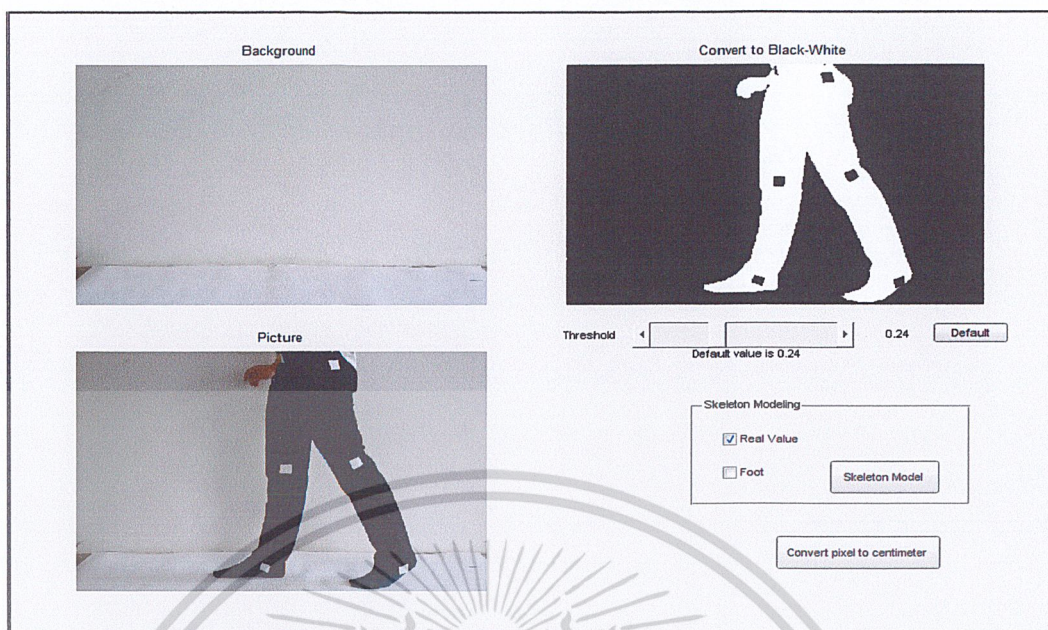 Background
Convert to Black-White
Threshold
0.24
Default
Default value is 0.24
Picture
Skeleton Modeling
Real Value
Foot
Skeleton Model
Convert pixel to centimeter